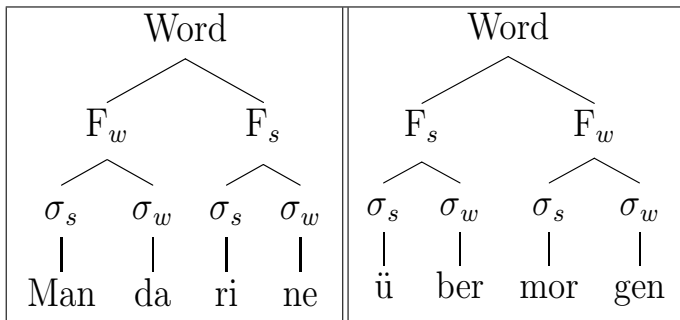 Word Word
F_w F_s F_s F_w
σ_s σ_w σ_s σ_w σ_s σ_w σ_s σ_w
Man da ri ne ü ber mor gen